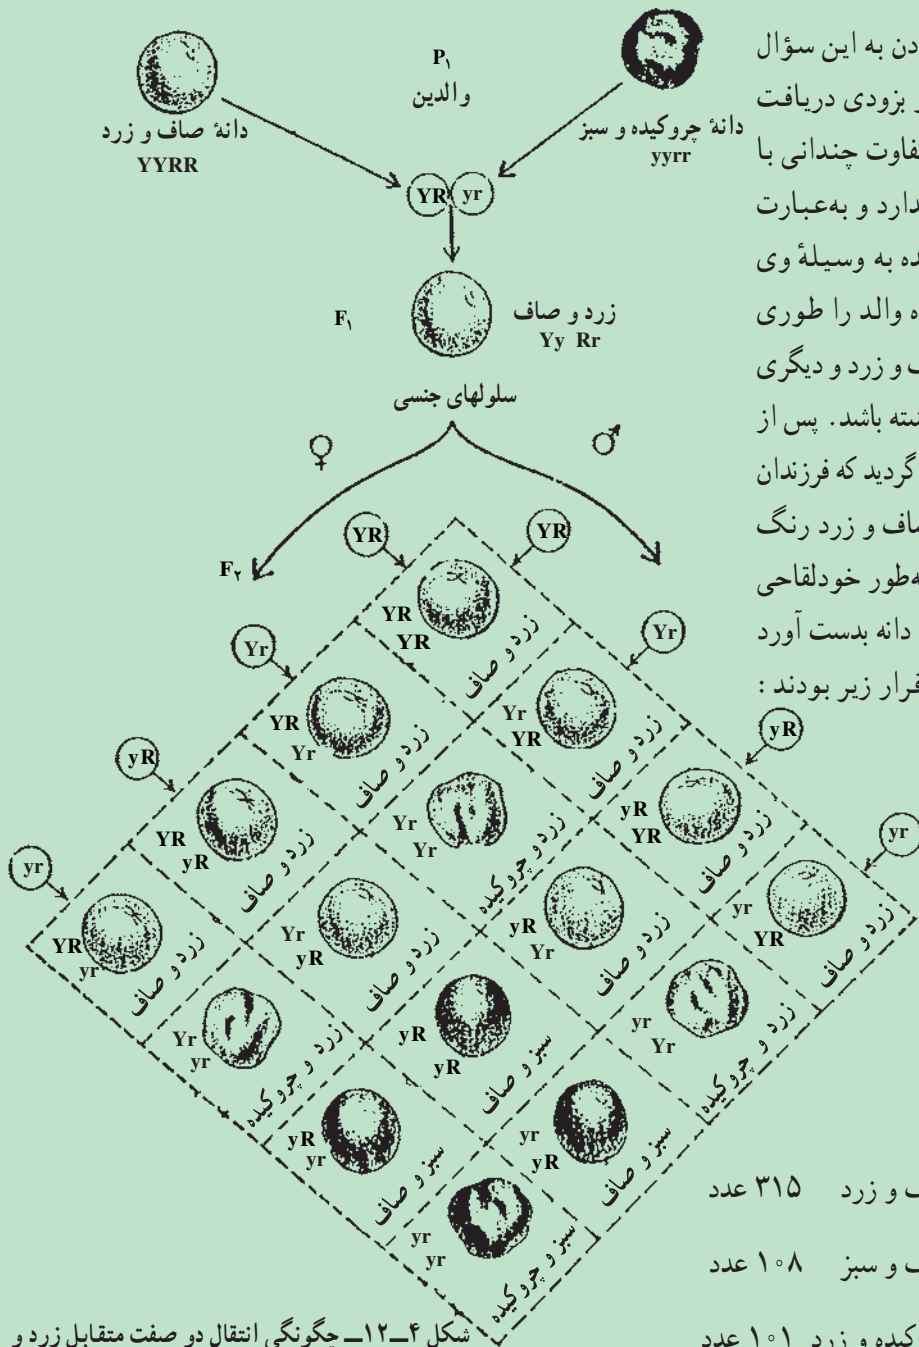 P۱
والدین
دانهٔ صاف و زرد
YYRR
دانهٔ چروکیده و سبز
yyrr
YR yr
F۱
زرد و صاف
Yy Rr
سلولهای جنسی
♀ ♂
F۲
YR YR
Yr Yr
yR yR
yr yr
YR
YR
زرد و صاف
YR
Yr
زرد و صاف
Yr
YR
زرد و صاف
YR
yR
زرد و صاف
Yr
Yr
زرد و چروکیده
yR
YR
زرد و صاف
YR
yr
زرد و صاف
Yr
yR
زرد و صاف
yR
Yr
زرد و صاف
yr
YR
زرد و صاف
Yr
yr
زرد و چروکیده
yR
yR
سبز و صاف
yr
Yr
زرد و چروکیده
yR
yr
سبز و صاف
yr
yR
سبز و صاف
yr
yr
سبز و چروکیده
شکل ۴ــ۱۲ــ چگونگی انتقال دو صفت متقابل زرد و
دن به این سؤال
بزودی دریافت
فاوت چندانی با
دارد و به‌عبارت
ده به وسیلهٔ وی
ه والد را طوری
و زرد و دیگری
شته باشد. پس از
گردید که فرزندان
صاف و زرد رنگ
ه‌طور خودلقاحی
دانه بدست آورد
قرار زیر بودند :
و زرد ۳۱۵ عدد
و سبز ۱۰۸ عدد
کیده و زرد ۱۰۱ عدد